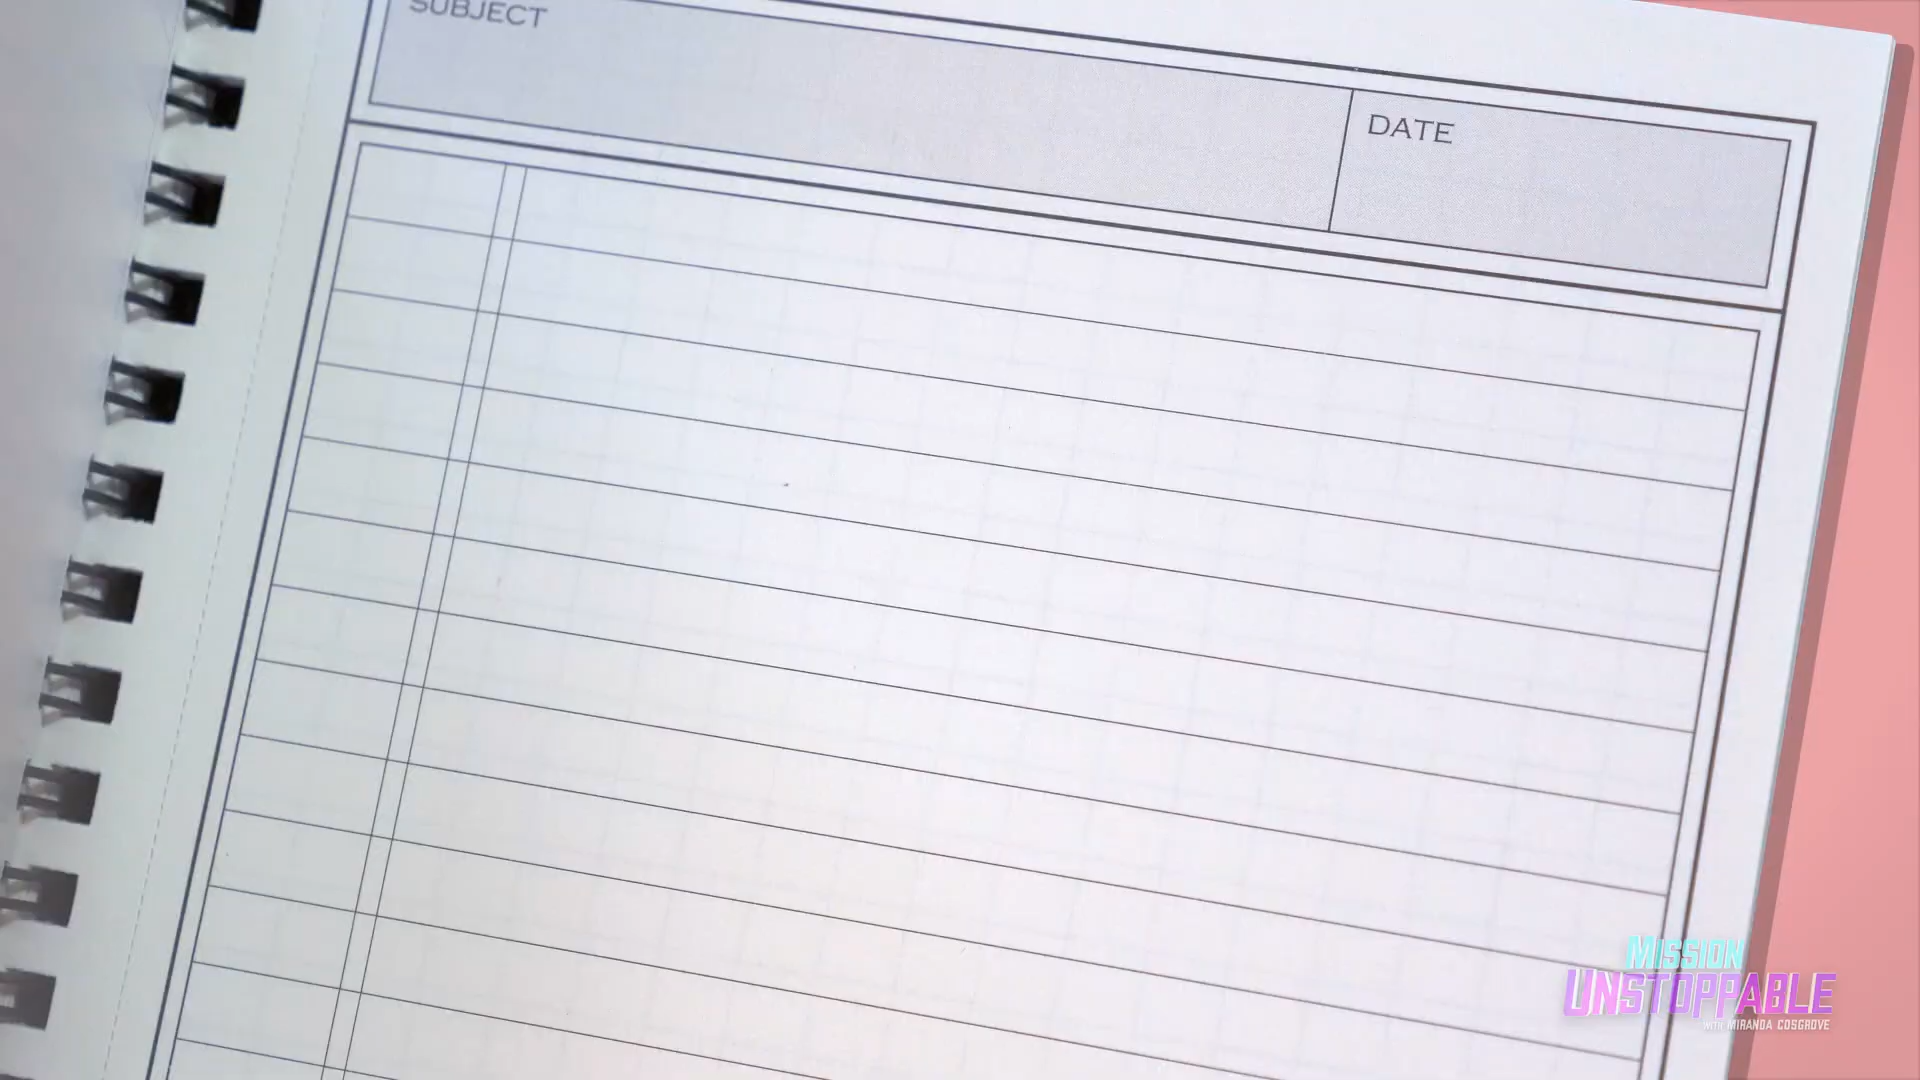 SUBJECT
DATE
MISSION
UNSTOPPABLE
WITH MIRANDA COSGROVE